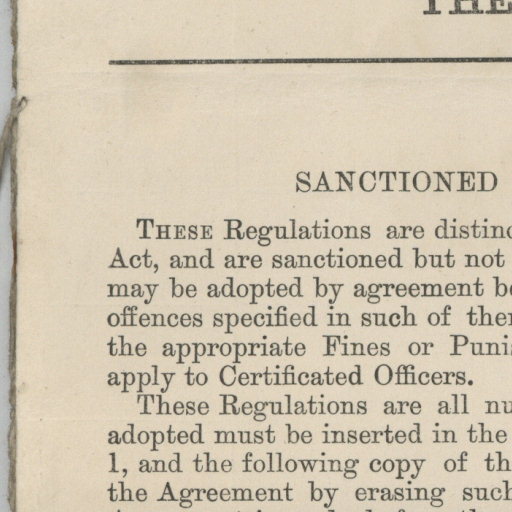 THE
SANCTIONED
THESE Regulations are distinc
Act, and are sanctioned but not
may be adopted by agreement b
offences specified in such of the
the appropriate Fines or Puni
apply to Certificated Officers.
These Regulations are all nu
adopted must be inserted in the
1, and the following copy of th
the Agreement by erasing such